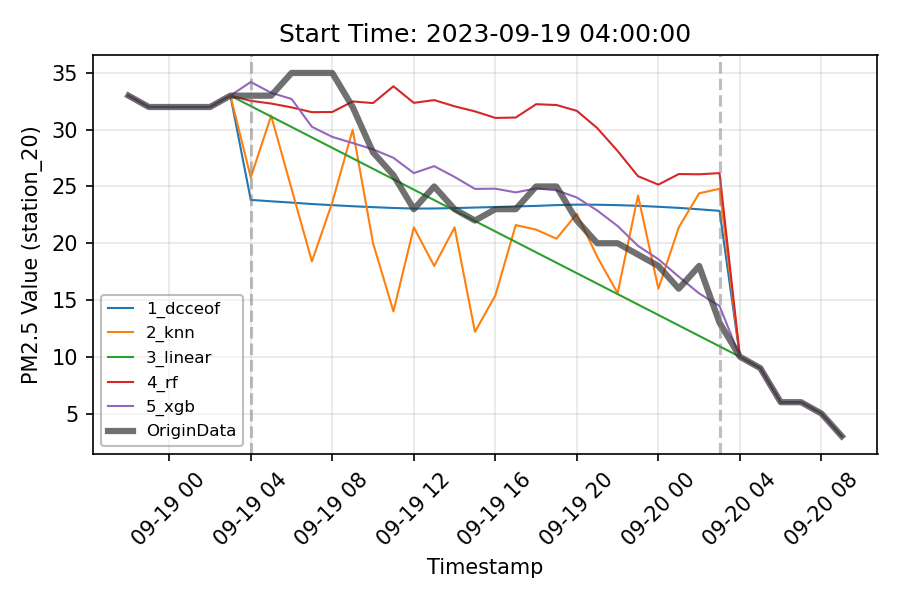 Start Time: 2023-09-19 04:00:00
PM2.5 Value (station_20)
35
30
25
20
15
10
5
1_dcceof
2_knn
3_linear
4_rf
5_xgb
OriginData
09-19 00
09-19 04
09-19 08
09-19 12
09-19 16
09-19 20
09-20 00
09-20 04
09-20 08
Timestamp